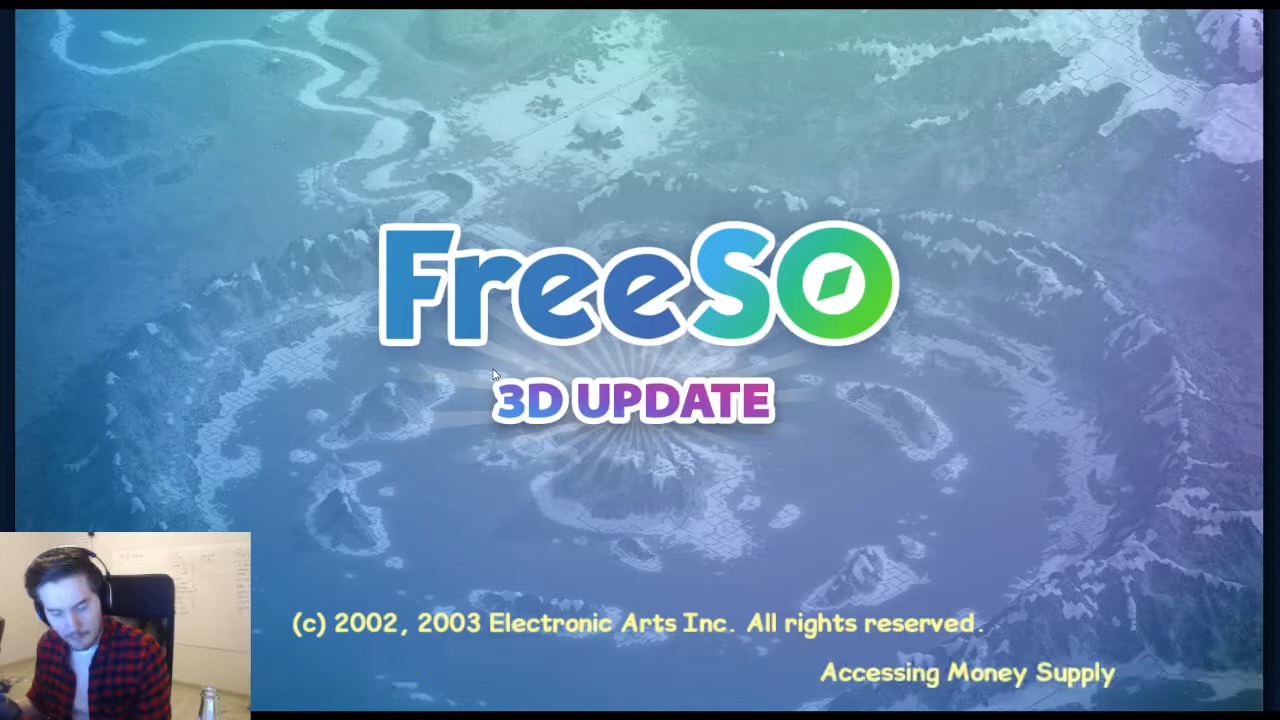 FreeSO
3D UPDATE
(c) 2002, 2003 Electronic Arts Inc. All rights reserved.
Accessing Money Supply